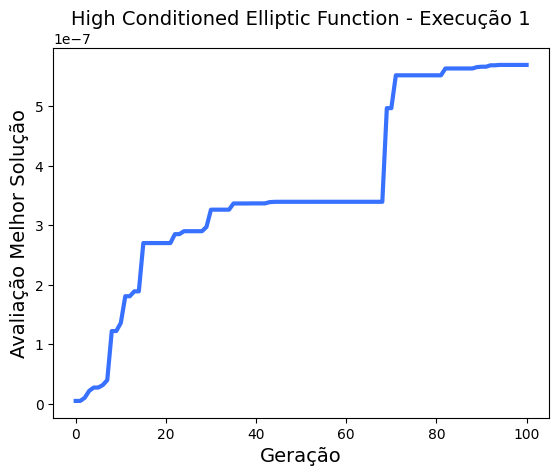 High Conditioned Elliptic Function - Execução 1
1e−7
Avaliação Melhor Solução
5
4
3
2
1
0
0 20 40 60 80 100
Geração